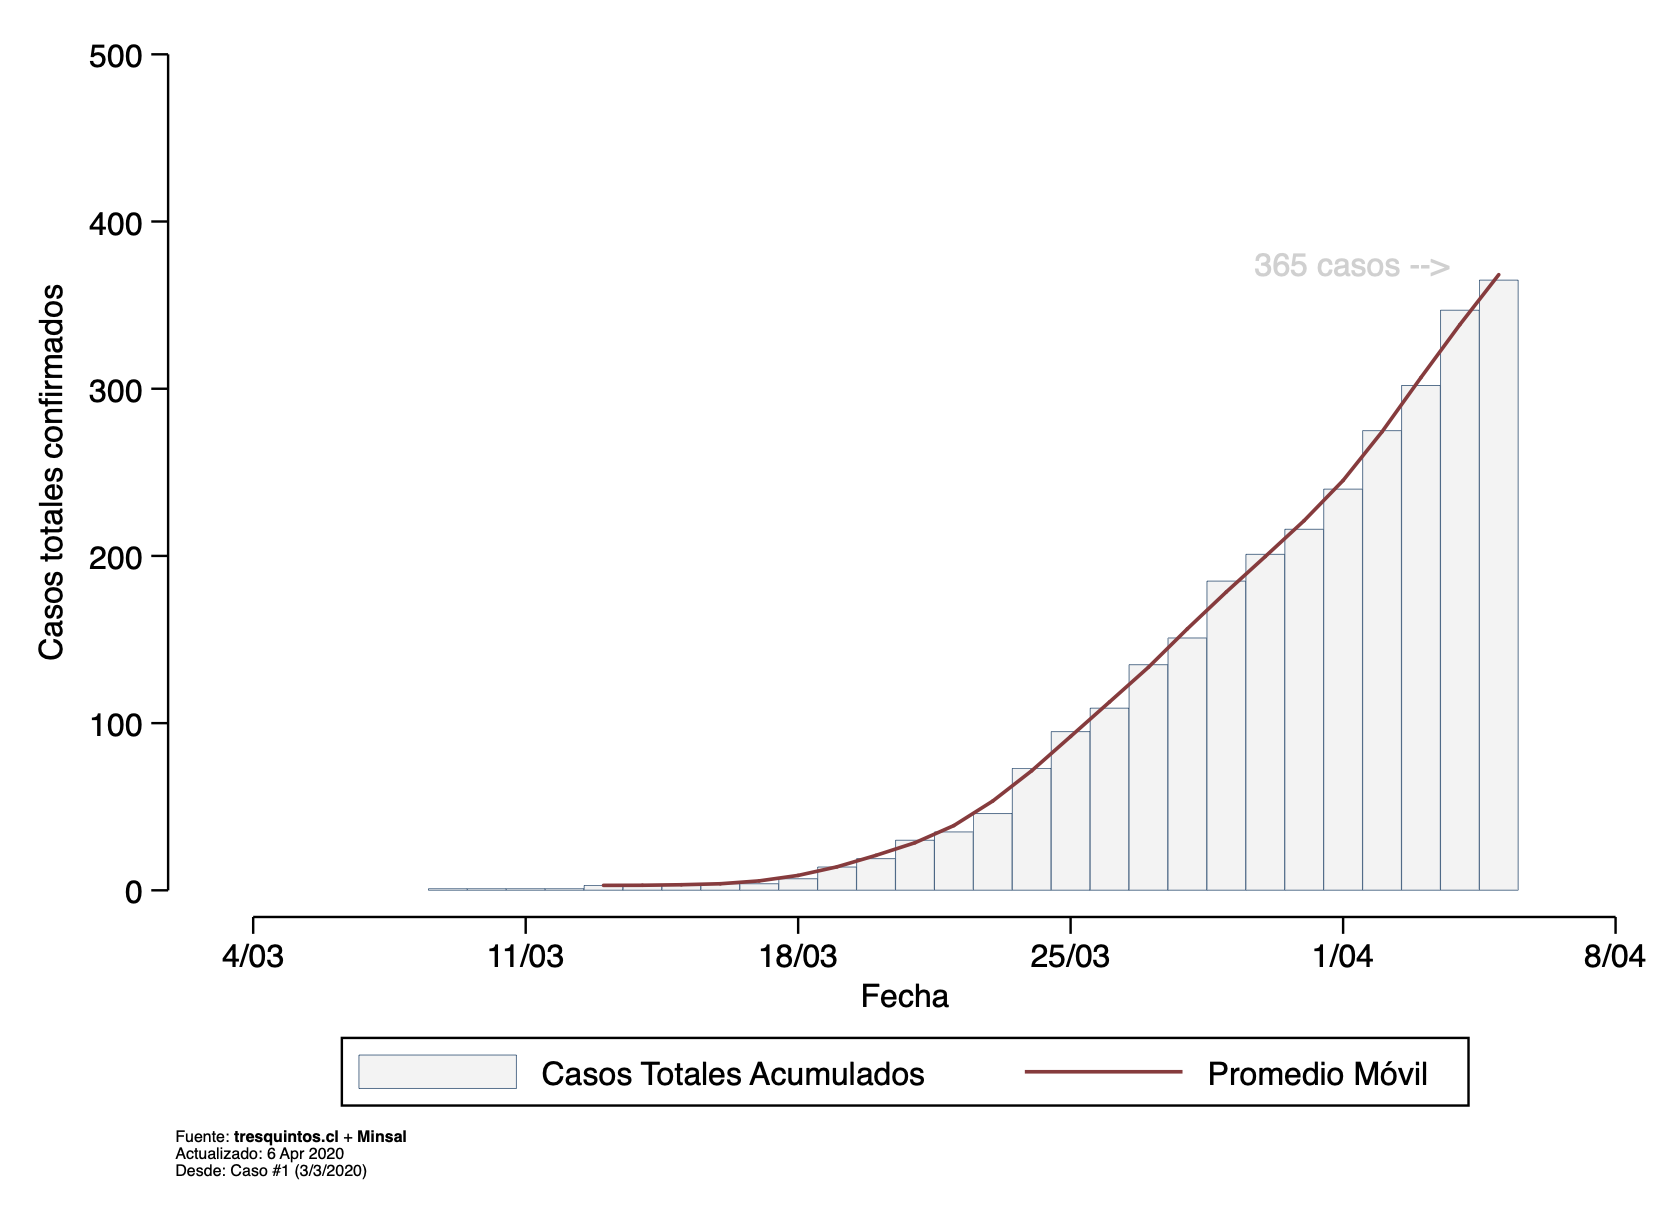 500
400
300
200
100
0
Casos totales confirmados
365 casos -->
4/03 11/03 18/03 25/03 1/04 8/04
Fecha
Casos Totales Acumulados Promedio Móvil
Fuente: tresquintos.cl + Minsal
Actualizado: 6 Apr 2020
Desde: Caso #1 (3/3/2020)